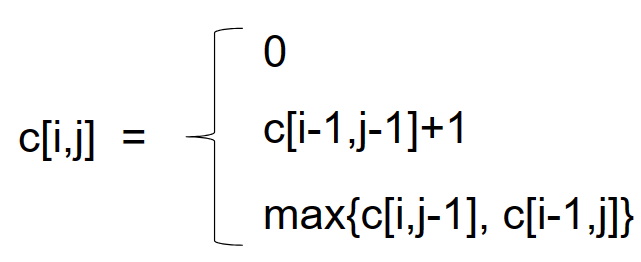 0
c[i,j] =
c[i-1,j-1]+1
max{c[i,j-1], c[i-1,j]}